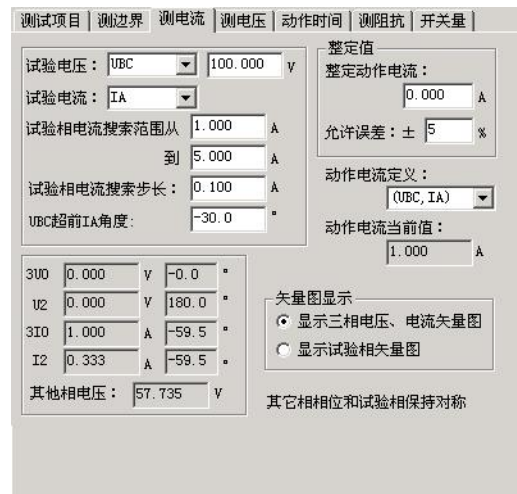 测试项目 测边界 测电流 测电压 动作时间 测阻抗 开关量
试验电压： UBC 100.000 V
试验电流： IA
试验相电流搜索范围从 1.000 A
到 5.000 A
试验相电流搜索步长： 0.100 A
UBC超前IA角度: -30.0 °
整定值
整定动作电流：
0.000 A
允许误差：± 5 %
动作电流定义：
(UBC,IA)
动作电流当前值：
1.000 A
3U0 0.000 V -0.0 °
U2 0.000 V 180.0 °
3I0 1.000 A -59.5 °
I2 0.333 A -59.5 °
其他相电压： 57.735 V
矢量图显示
显示三相电压、电流矢量图
显示试验相矢量图
其它相相位和试验相保持对称